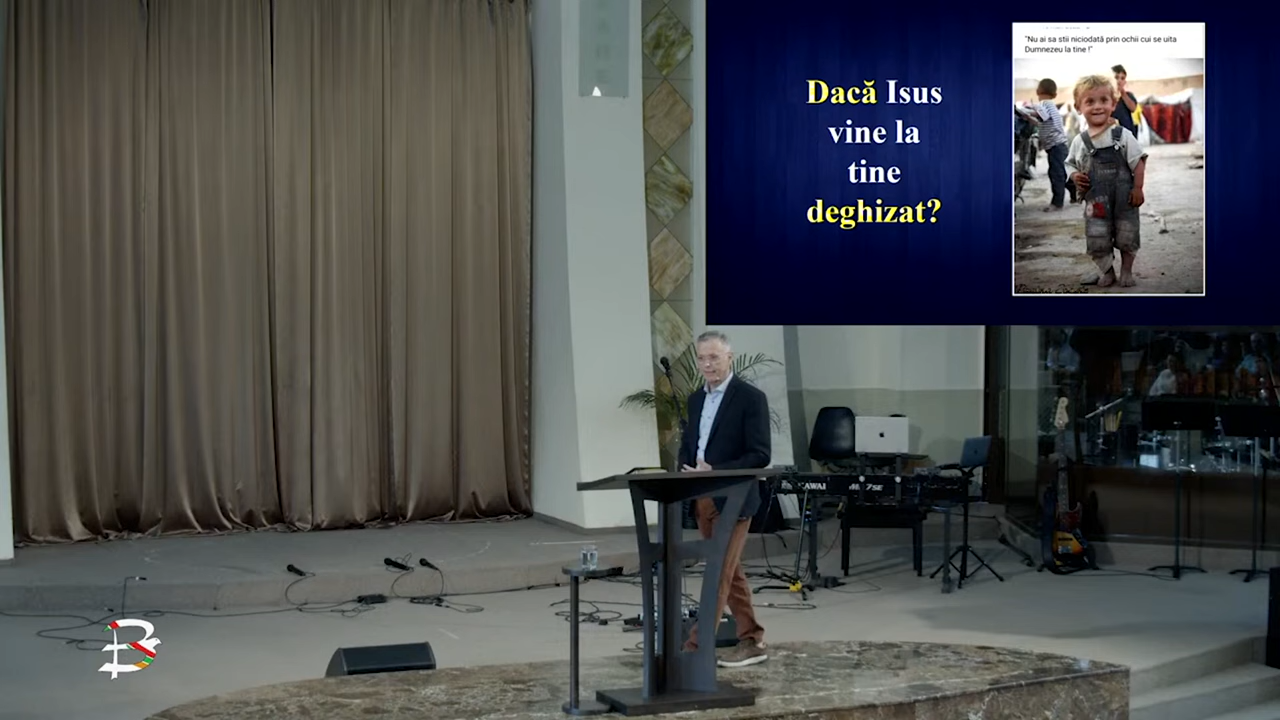 "Nu ai sa stii niciodată prin ochii cui se uita
Dumnezeu la tine !"
Dacă Isus
vine la
tine
deghizat?
KAWAI